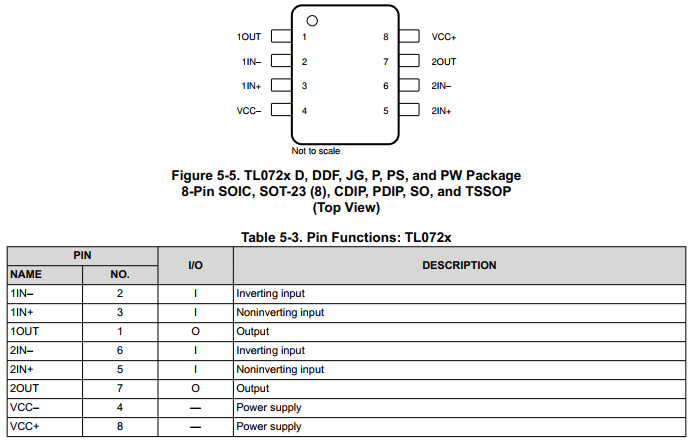 1OUT 1 8 VCC+
1IN– 2 7 2OUT
1IN+ 3 6 2IN–
VCC– 4 5 2IN+
Not to scale
Figure 5-5. TL072x D, DDF, JG, P, PS, and PW Package
8-Pin SOIC, SOT-23 (8), CDIP, PDIP, SO, and TSSOP
(Top View)
Table 5-3. Pin Functions: TL072x
PIN I/O DESCRIPTION
NAME NO.
1IN– 2 I Inverting input
1IN+ 3 I Noninverting input
1OUT 1 O Output
2IN– 6 I Inverting input
2IN+ 5 I Noninverting input
2OUT 7 O Output
VCC– 4 — Power supply
VCC+ 8 — Power supply